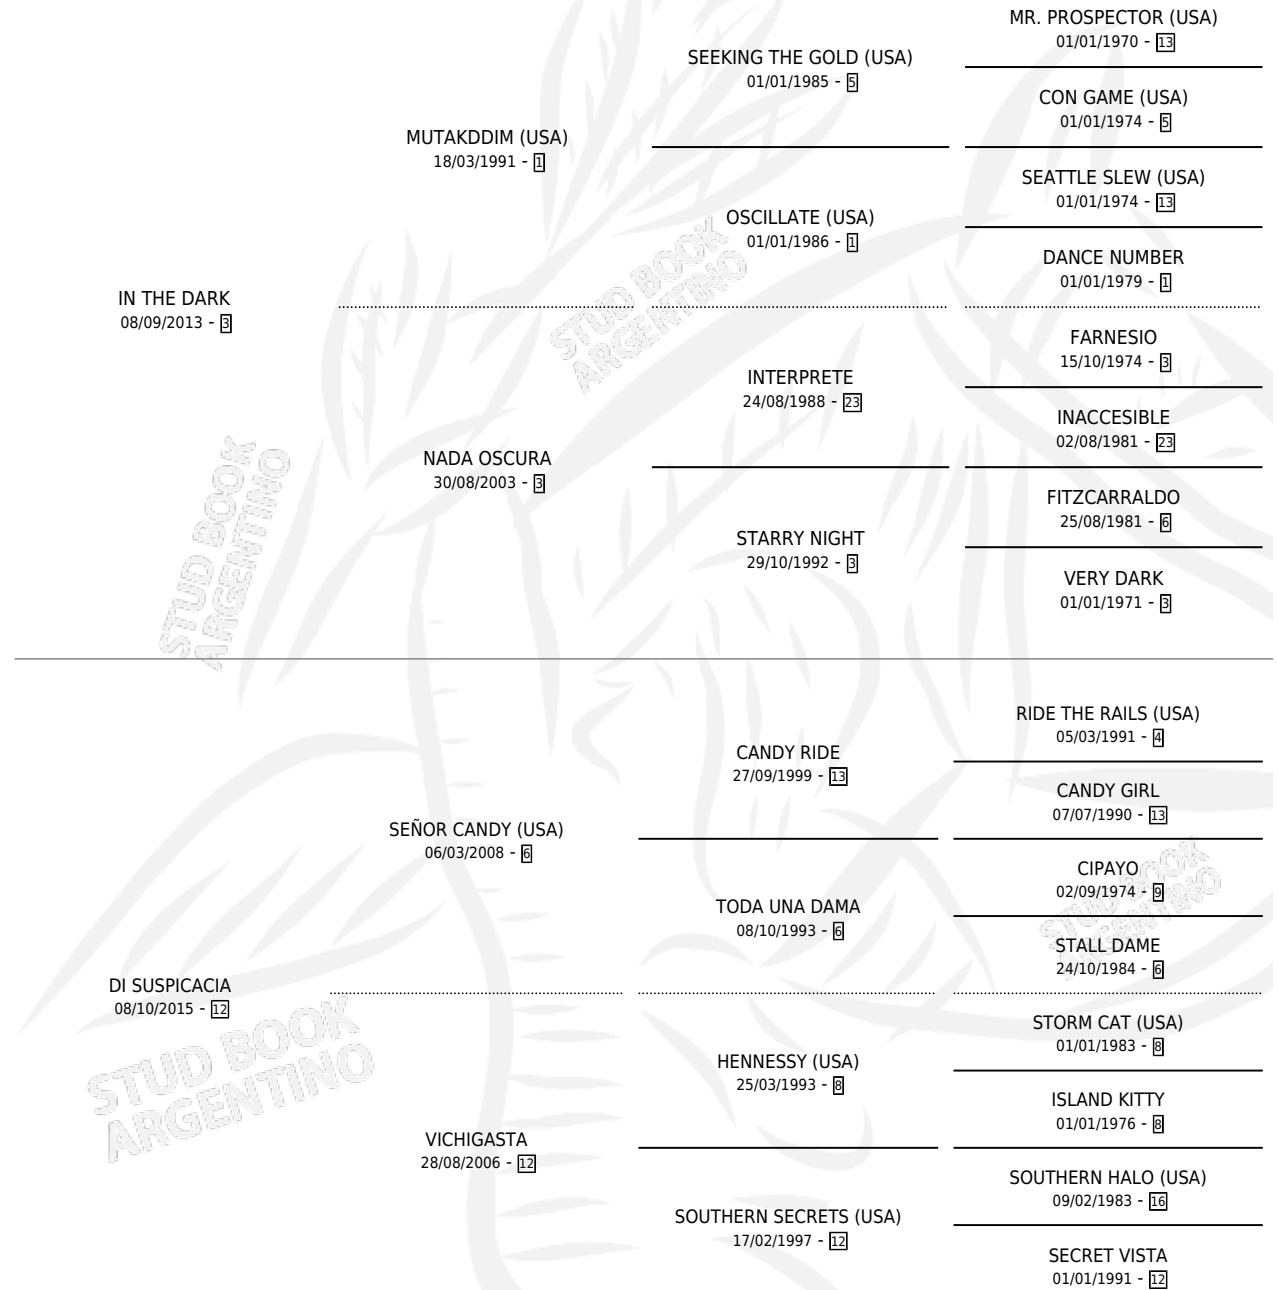 MR. PROSPECTOR (USA)
01/01/1970 - 13
SEEKING THE GOLD (USA)
01/01/1985 - 5
CON GAME (USA)
01/01/1974 - 5
MUTAKDDIM (USA)
18/03/1991 - 1
SEATTLE SLEW (USA)
01/01/1974 - 13
OSCILLATE (USA)
01/01/1986 - 1
DANCE NUMBER
01/01/1979 - 1
IN THE DARK
08/09/2013 - 3
FARNESIO
15/10/1974 - 3
INTERPRETE
24/08/1988 - 23
INACCESIBLE
02/08/1981 - 23
NADA OSCURA
30/08/2003 - 3
FITZCARRALDO
25/08/1981 - 6
STARRY NIGHT
29/10/1992 - 3
VERY DARK
01/01/1971 - 3
RIDE THE RAILS (USA)
05/03/1991 - 4
CANDY RIDE
27/09/1999 - 13
CANDY GIRL
07/07/1990 - 13
SEÑOR CANDY (USA)
06/03/2008 - 6
CIPAYO
02/09/1974 - 9
TODA UNA DAMA
08/10/1993 - 6
STALL DAME
24/10/1984 - 6
DI SUSPICACIA
08/10/2015 - 12
STORM CAT (USA)
01/01/1983 - 8
HENNESSY (USA)
25/03/1993 - 8
ISLAND KITTY
01/01/1976 - 8
VICHIGASTA
28/08/2006 - 12
SOUTHERN HALO (USA)
09/02/1983 - 16
SOUTHERN SECRETS (USA)
17/02/1997 - 12
SECRET VISTA
01/01/1991 - 12
STUD BOOK
ARGENTINO
STUD BOOK
ARGENTINO
STUD BOOK
ARGENTINO
STUD BOOK
ARGENTINO